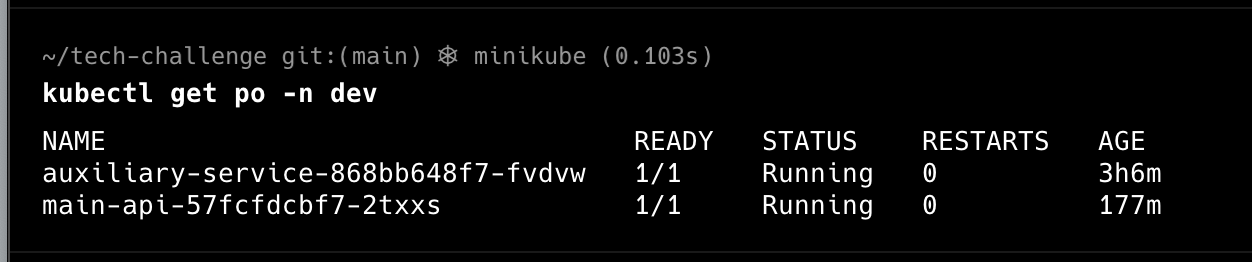 ~/tech-challenge git:(main) ⎈ minikube (0.103s)
kubectl get po -n dev
NAME READY STATUS RESTARTS AGE
auxiliary-service-868bb648f7-fvdvw 1/1 Running 0 3h6m
main-api-57fcfdcbf7-2txxs 1/1 Running 0 177m